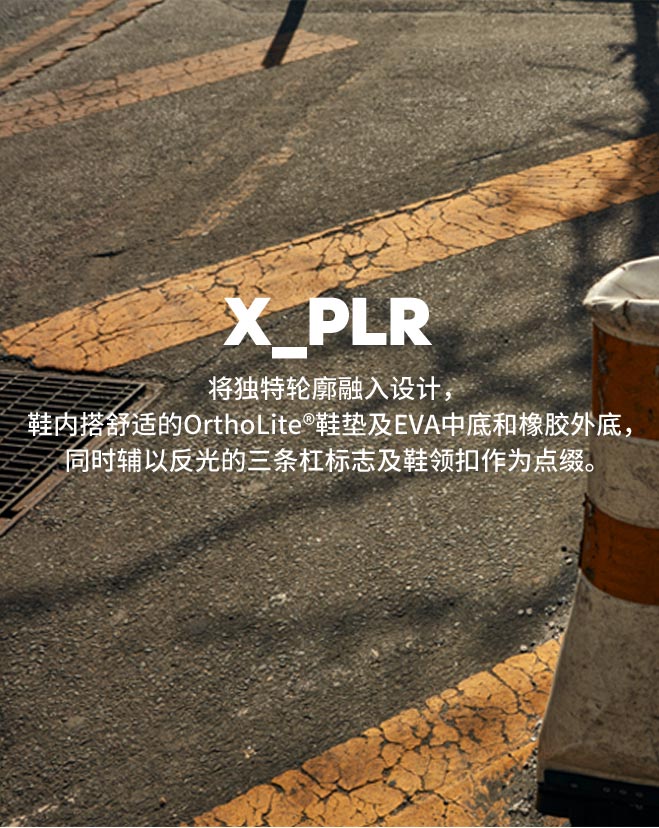 X_PLR
将独特轮廓融入设计，
鞋内搭舒适的OrthoLite®鞋垫及EVA中底和橡胶外底，
同时辅以反光的三条杠标志及鞋领扣作为点缀。